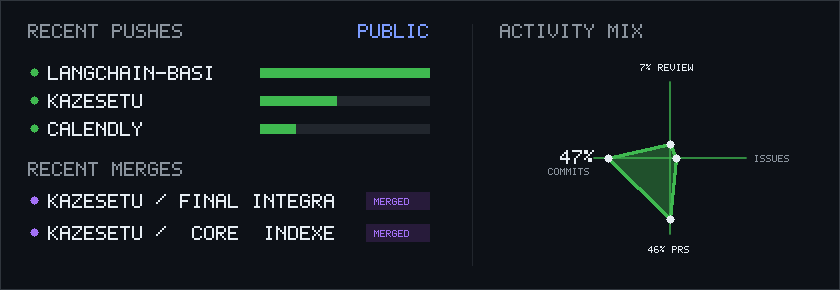 RECENT PUSHES PUBLIC
LANGCHAIN-BASI
KAZESETU
CALENDLY
RECENT MERGES
KAZESETU / FINAL INTEGRA MERGED
KAZESETU / CORE INDEXE MERGED
ACTIVITY MIX
7% REVIEW
47%
COMMITS
ISSUES
46% PRS